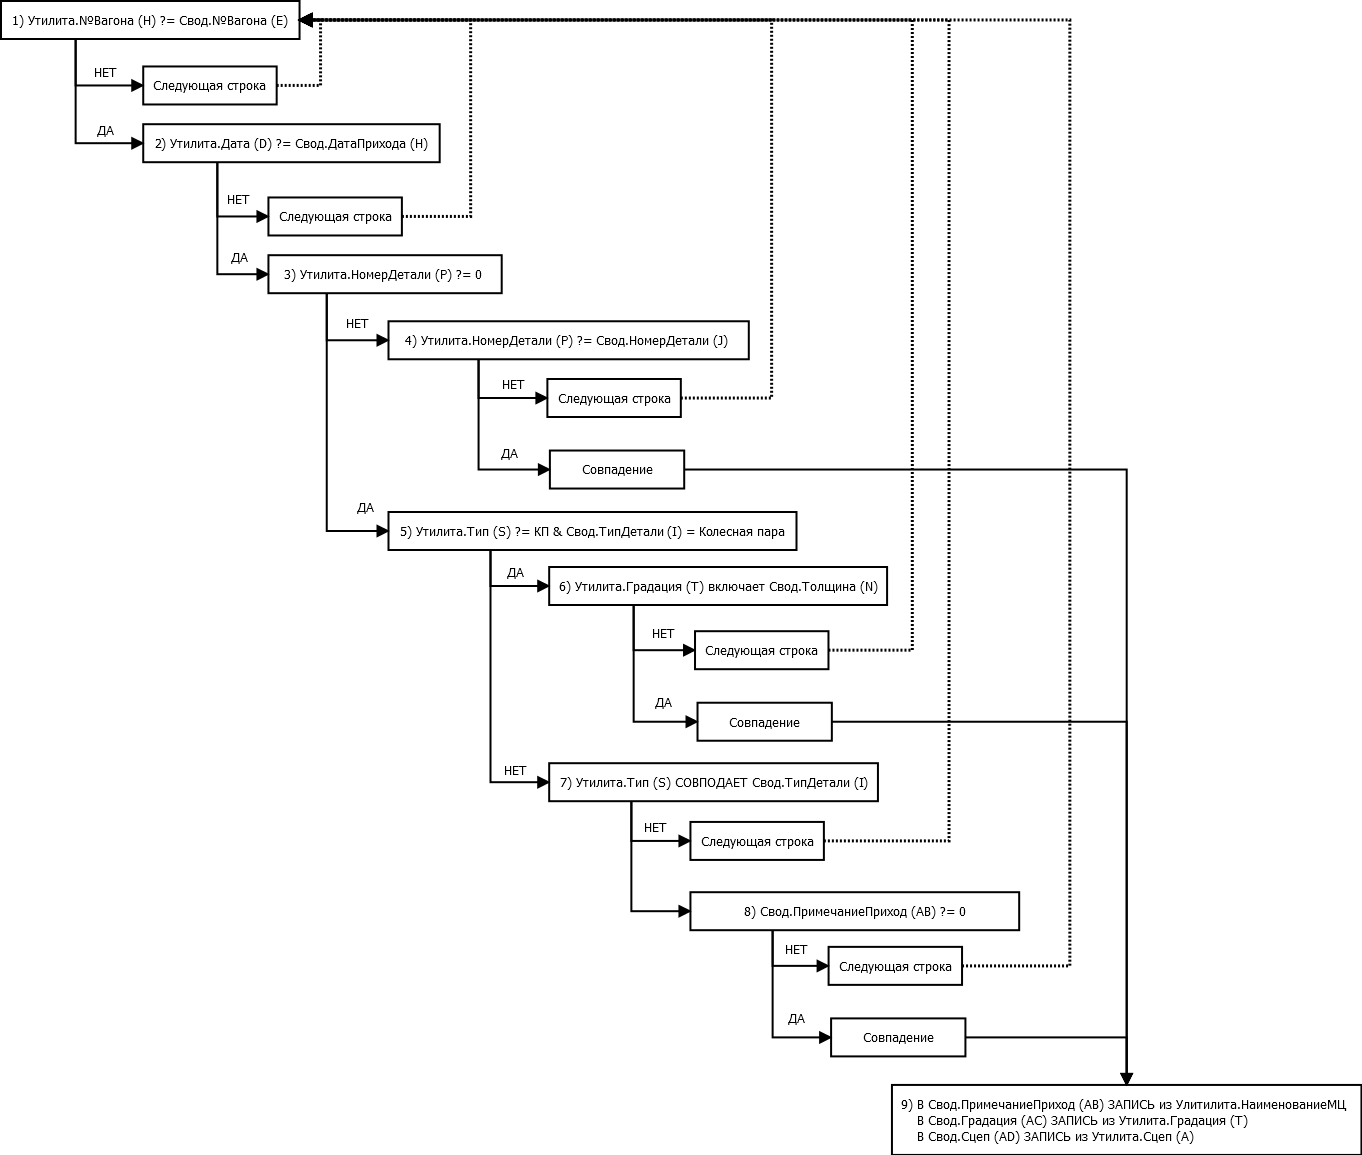 1) Утилита.№Вагона (H) ?= Свод.№Вагона (E)
НЕТ
Следующая строка
ДА
2) Утилита.Дата (D) ?= Свод.ДатаПрихода (H)
НЕТ
Следующая строка
ДА
3) Утилита.НомерДетали (P) ?= 0
НЕТ
4) Утилита.НомерДетали (P) ?= Свод.НомерДетали (J)
НЕТ
Следующая строка
ДА
Совпадение
ДА
5) Утилита.Тип (S) ?= КП & Свод.ТипДетали (I) = Колесная пара
ДА
6) Утилита.Градация (T) включает Свод.Толщина (N)
НЕТ
Следующая строка
ДА
Совпадение
НЕТ
7) Утилита.Тип (S) СОВПОДАЕТ Свод.ТипДетали (I)
НЕТ
Следующая строка
8) Свод.ПримечаниеПриход (AB) ?= 0
НЕТ
Следующая строка
ДА
Совпадение
9) В Свод.ПримечаниеПриход (AB) ЗАПИСЬ из Улитилита.НаименованиеМЦ
В Свод.Градация (AC) ЗАПИСЬ из Утилита.Градация (T)
В Свод.Сцеп (AD) ЗАПИСЬ из Утилита.Сцеп (A)